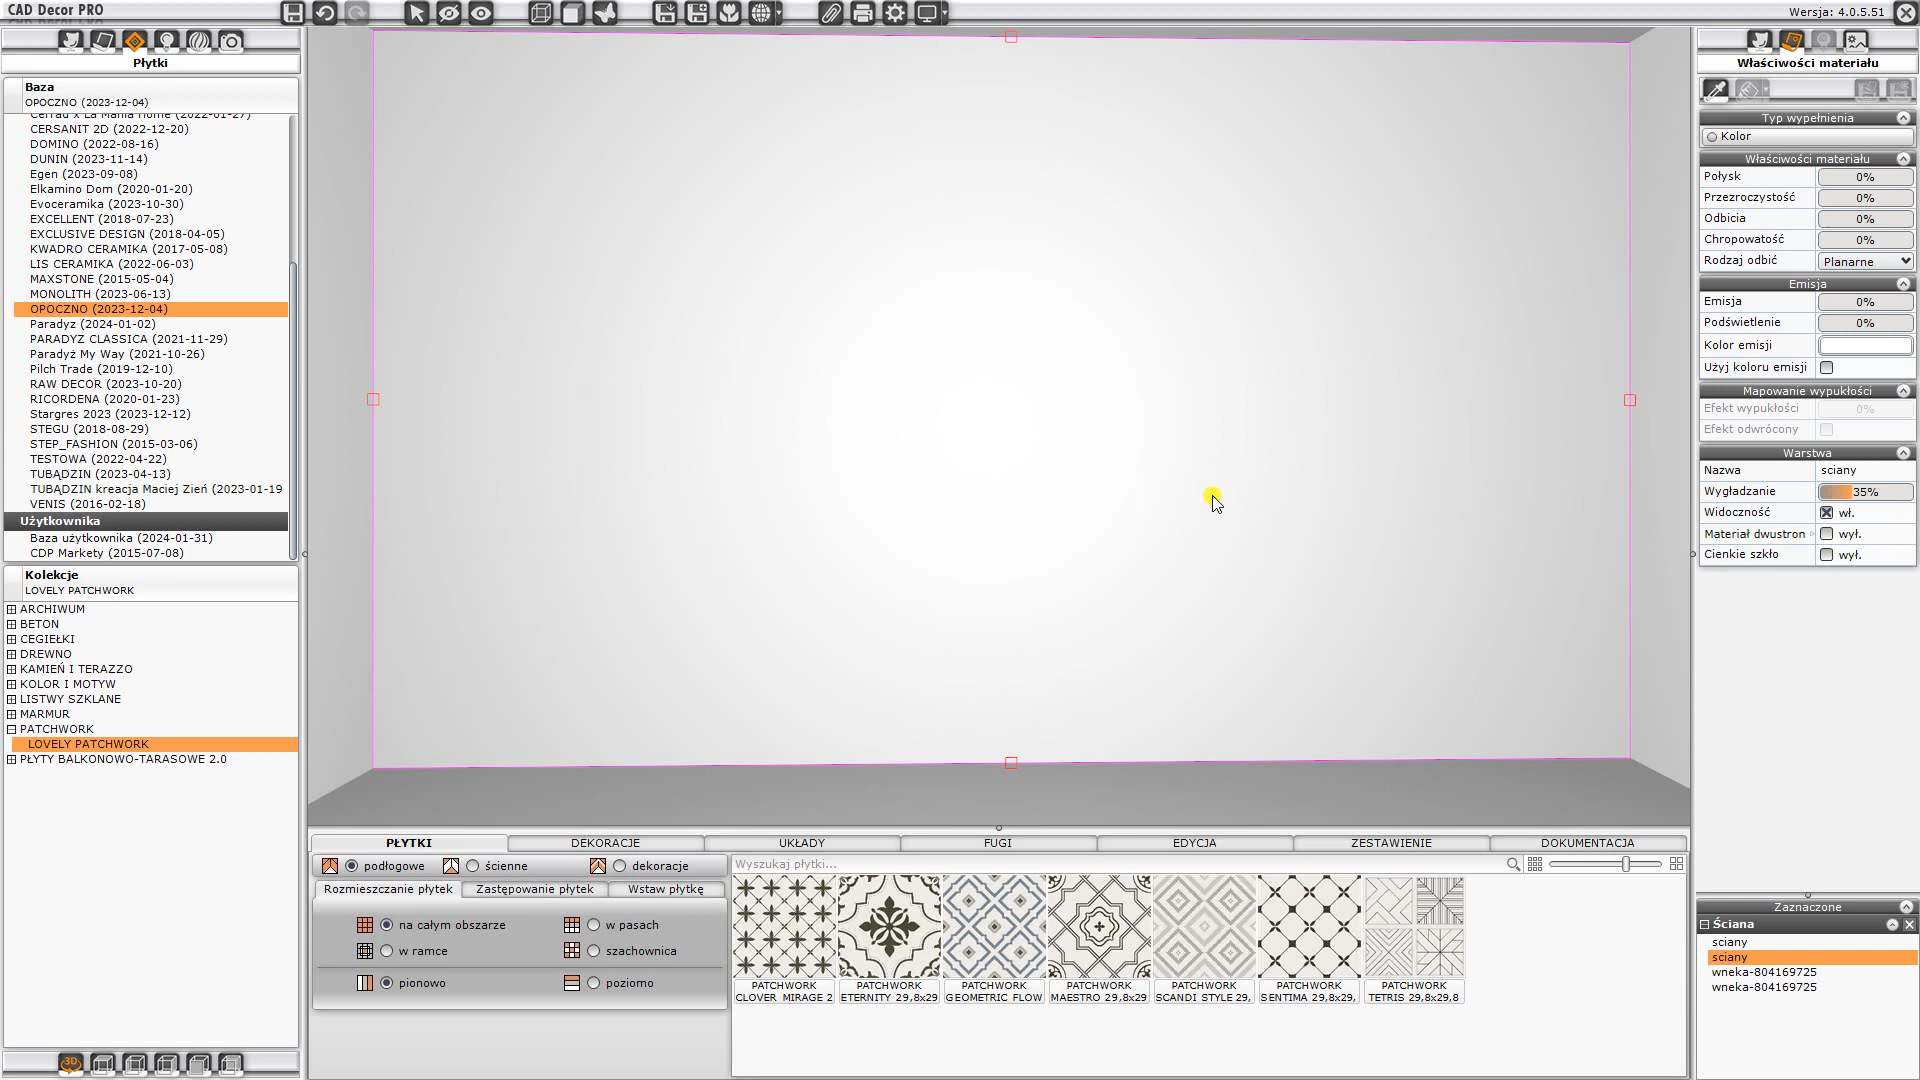 CAD Decor PRO
Wersja: 4.0.5.51
Płytki
Baza
OPOCZNO (2023-12-04)
Cerrad x La Mania Home (2022-01-27)
CERSANIT 2D (2022-12-20)
DOMINO (2022-08-16)
DUNIN (2023-11-14)
Egen (2023-09-08)
Elkamino Dom (2020-01-20)
Evoceramika (2023-10-30)
EXCELLENT (2018-07-23)
EXCLUSIVE DESIGN (2018-04-05)
KWADRO CERAMIKA (2017-05-08)
LIS CERAMIKA (2022-06-03)
MAXSTONE (2015-05-04)
MONOLITH (2023-06-13)
OPOCZNO (2023-12-04)
Paradyz (2024-01-02)
PARADYZ CLASSICA (2021-11-29)
Paradyż My Way (2021-10-26)
Pilch Trade (2019-12-10)
RAW DECOR (2023-10-20)
RICORDENA (2020-01-23)
Stargres 2023 (2023-12-12)
STEGU (2018-08-29)
STEP_FASHION (2015-03-06)
TESTOWA (2022-04-22)
TUBĄDZIN (2023-04-13)
TUBĄDZIN kreacja Maciej Zień (2023-01-19
VENIS (2016-02-18)
Użytkownika
Baza użytkownika (2024-01-31)
CDP Markety (2015-07-08)
Kolekcje
LOVELY PATCHWORK
ARCHIWUM
BETON
CEGIEŁKI
DREWNO
KAMIEŃ I TERAZZO
KOLOR I MOTYW
LISTWY SZKLANE
MARMUR
PATCHWORK
LOVELY PATCHWORK
PŁYTY BALKONOWO-TARASOWE 2.0
3D
PŁYTKI
DEKORACJE
UKŁADY
FUGI
EDYCJA
ZESTAWIENIE
DOKUMENTACJA
podłogowe
ścienne
dekoracje
Rozmieszczanie płytek
Zastępowanie płytek
Wstaw płytkę
na całym obszarze
w pasach
w ramce
szachownica
pionowo
poziomo
Wyszukaj płytki...
PATCHWORK
CLOVER MIRAGE 2
PATCHWORK
ETERNITY 29,8x29
PATCHWORK
GEOMETRIC FLOW
PATCHWORK
MAESTRO 29,8x29
PATCHWORK
SCANDI STYLE 29,
PATCHWORK
SENTIMA 29,8x29,
PATCHWORK
TETRIS 29,8x29,8
Właściwości materiału
Typ wypełnienia
Kolor
Właściwości materiału
Połysk 0%
Przezroczystość 0%
Odbicia 0%
Chropowatość 0%
Rodzaj odbić Planarne
Emisja
Emisja 0%
Podświetlenie 0%
Kolor emisji
Użyj koloru emisji
Mapowanie wypukłości
Efekt wypukłości 0%
Efekt odwrócony
Warstwa
Nazwa sciany
Wygładzanie 35%
Widoczność wł.
Materiał dwustron wył.
Cienkie szkło wył.
Zaznaczone
Ściana
sciany
sciany
wneka-804169725
wneka-804169725